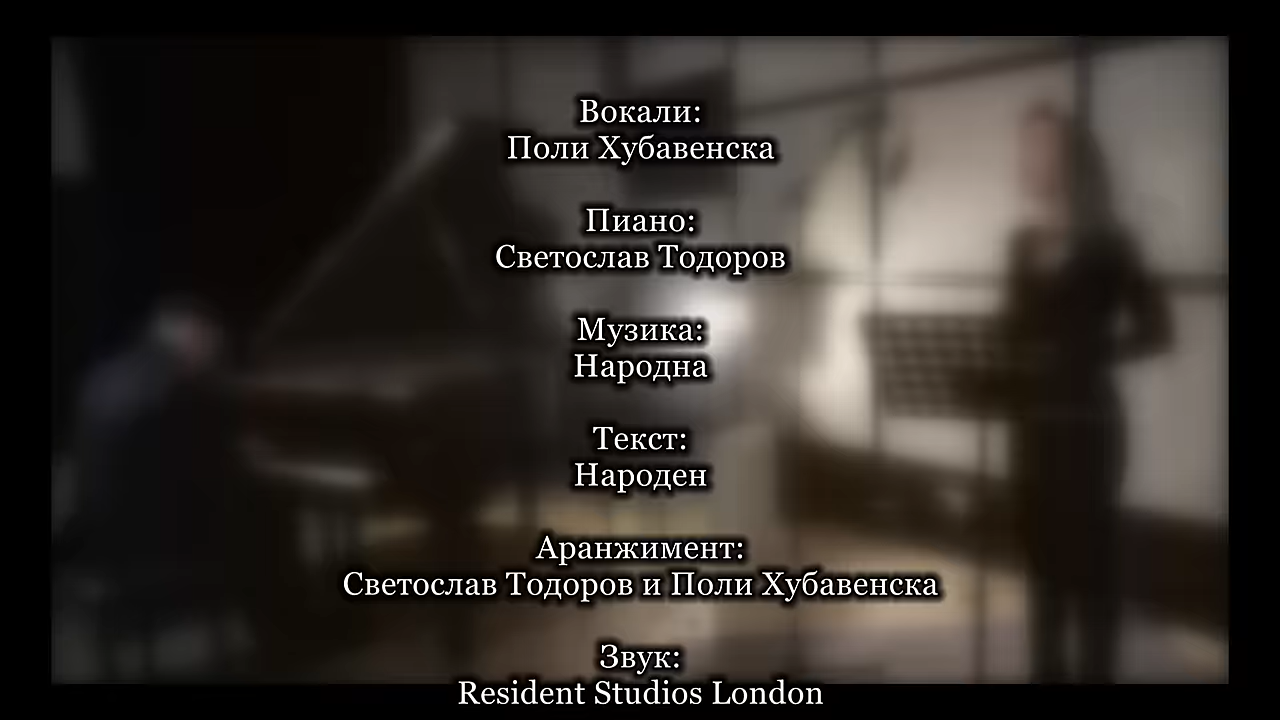 Вокали:
Поли Хубавенска
Пиано:
Светослав Тодоров
Музика:
Народна
Текст:
Народен
Аранжимент:
Светослав Тодоров и Поли Хубавенска
Звук:
Resident Studios London